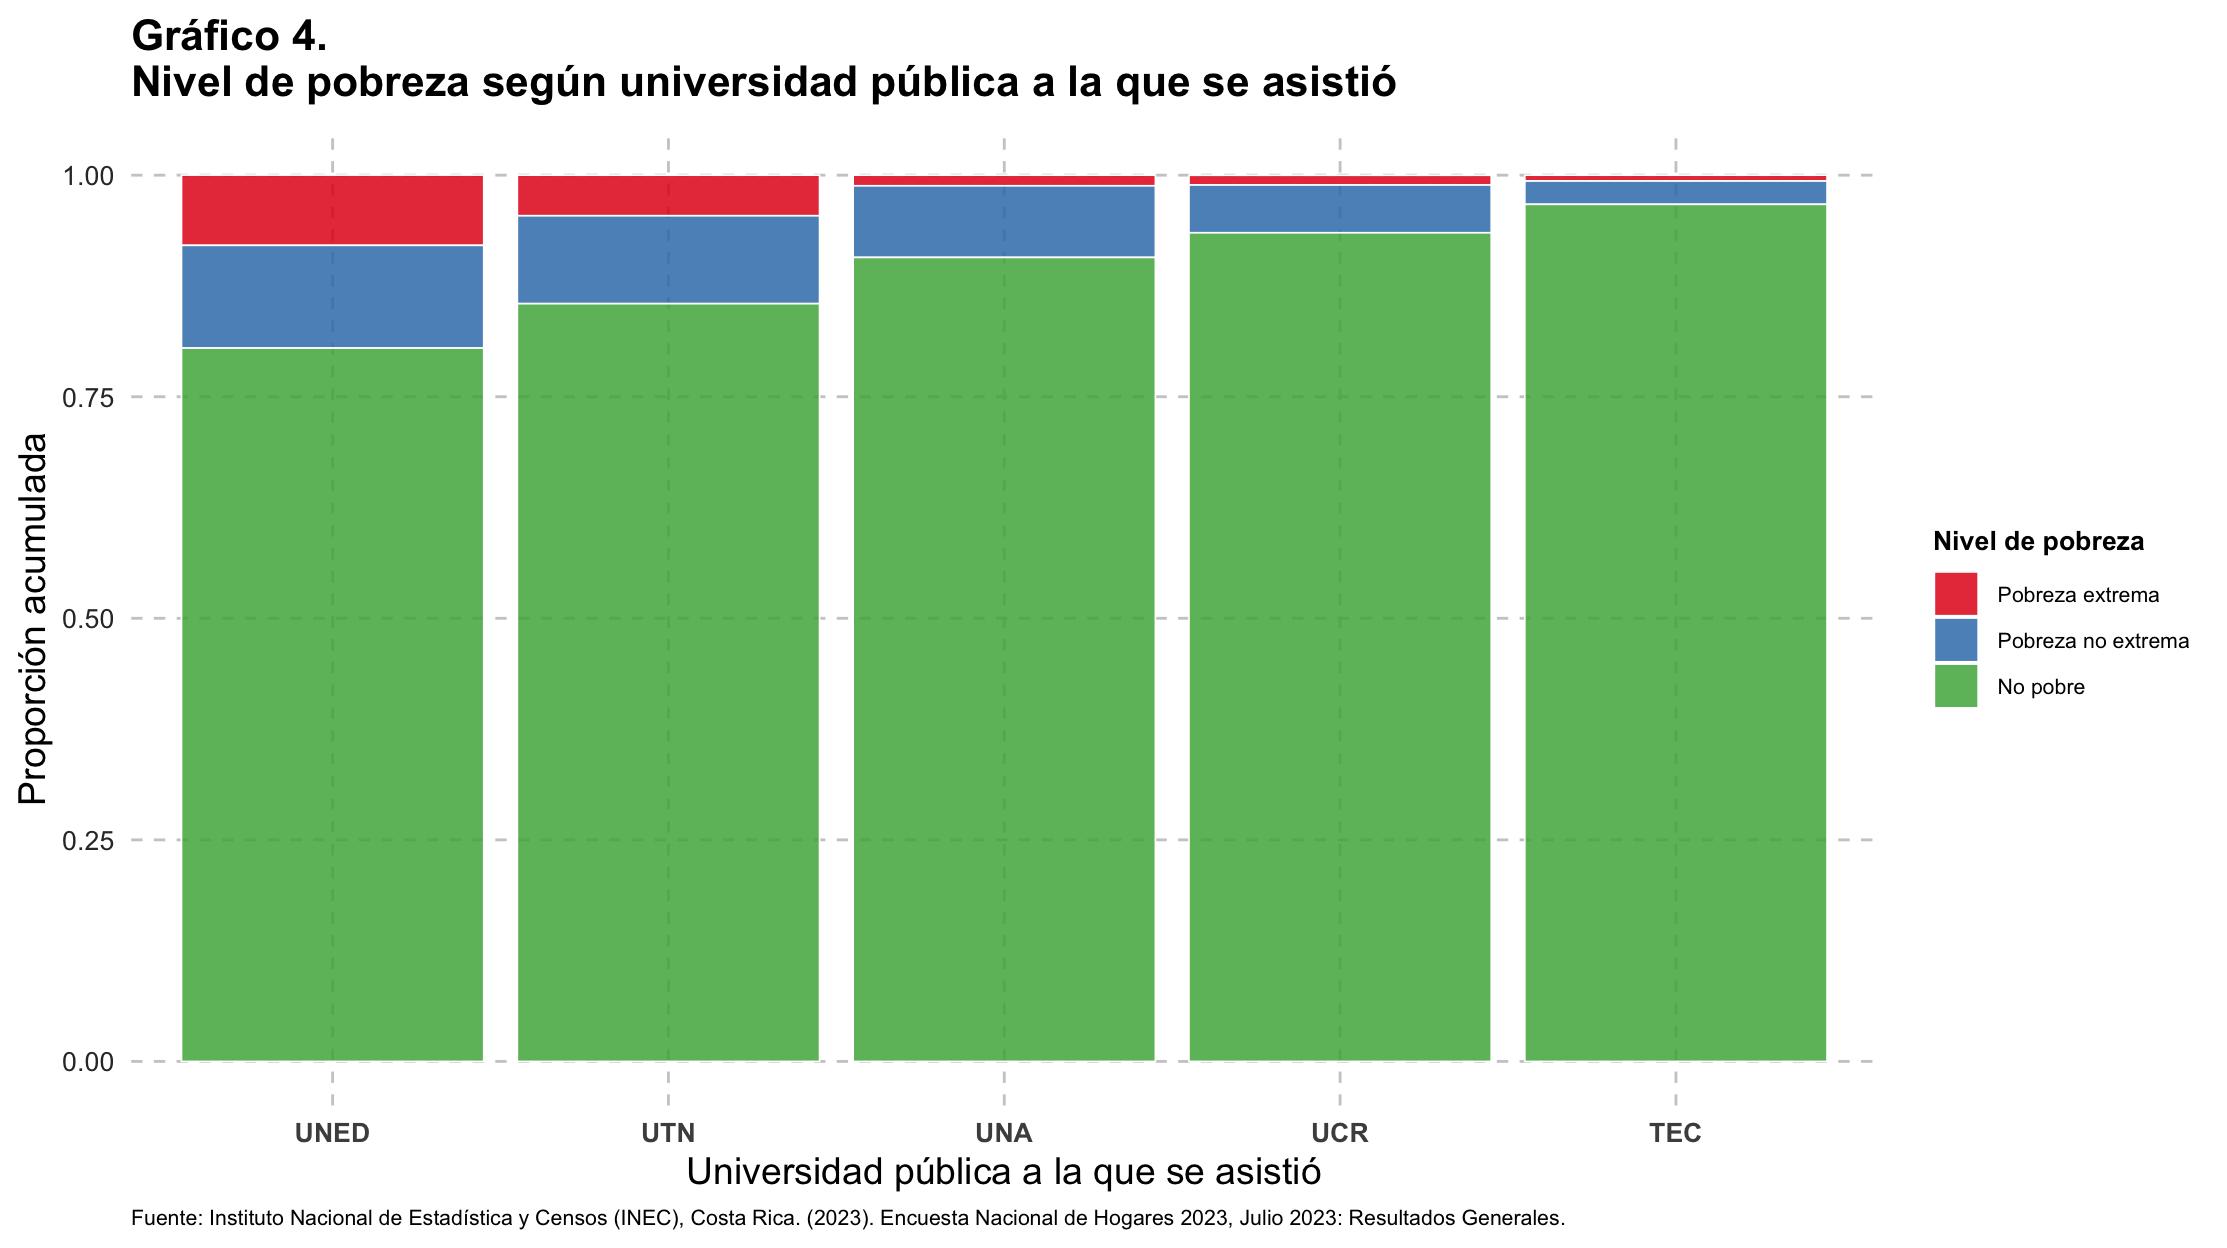 Gráfico 4.
Nivel de pobreza según universidad pública a la que se asistió
Proporción acumulada
1.00
0.75
0.50
0.25
0.00
UNED
UTN
UNA
UCR
TEC
Universidad pública a la que se asistió
Nivel de pobreza
Pobreza extrema
Pobreza no extrema
No pobre
Fuente: Instituto Nacional de Estadística y Censos (INEC), Costa Rica. (2023). Encuesta Nacional de Hogares 2023, Julio 2023: Resultados Generales.